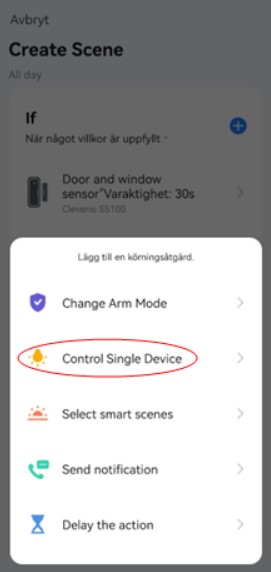 Avbryt
Create Scene
All day
If
När något villkor är uppfyllt
Door and window
sensor"Varaktighet: 30s
Cleverio SS100
Lägg till en körningsåtgärd.
Change Arm Mode
Control Single Device
Select smart scenes
Send notification
Delay the action